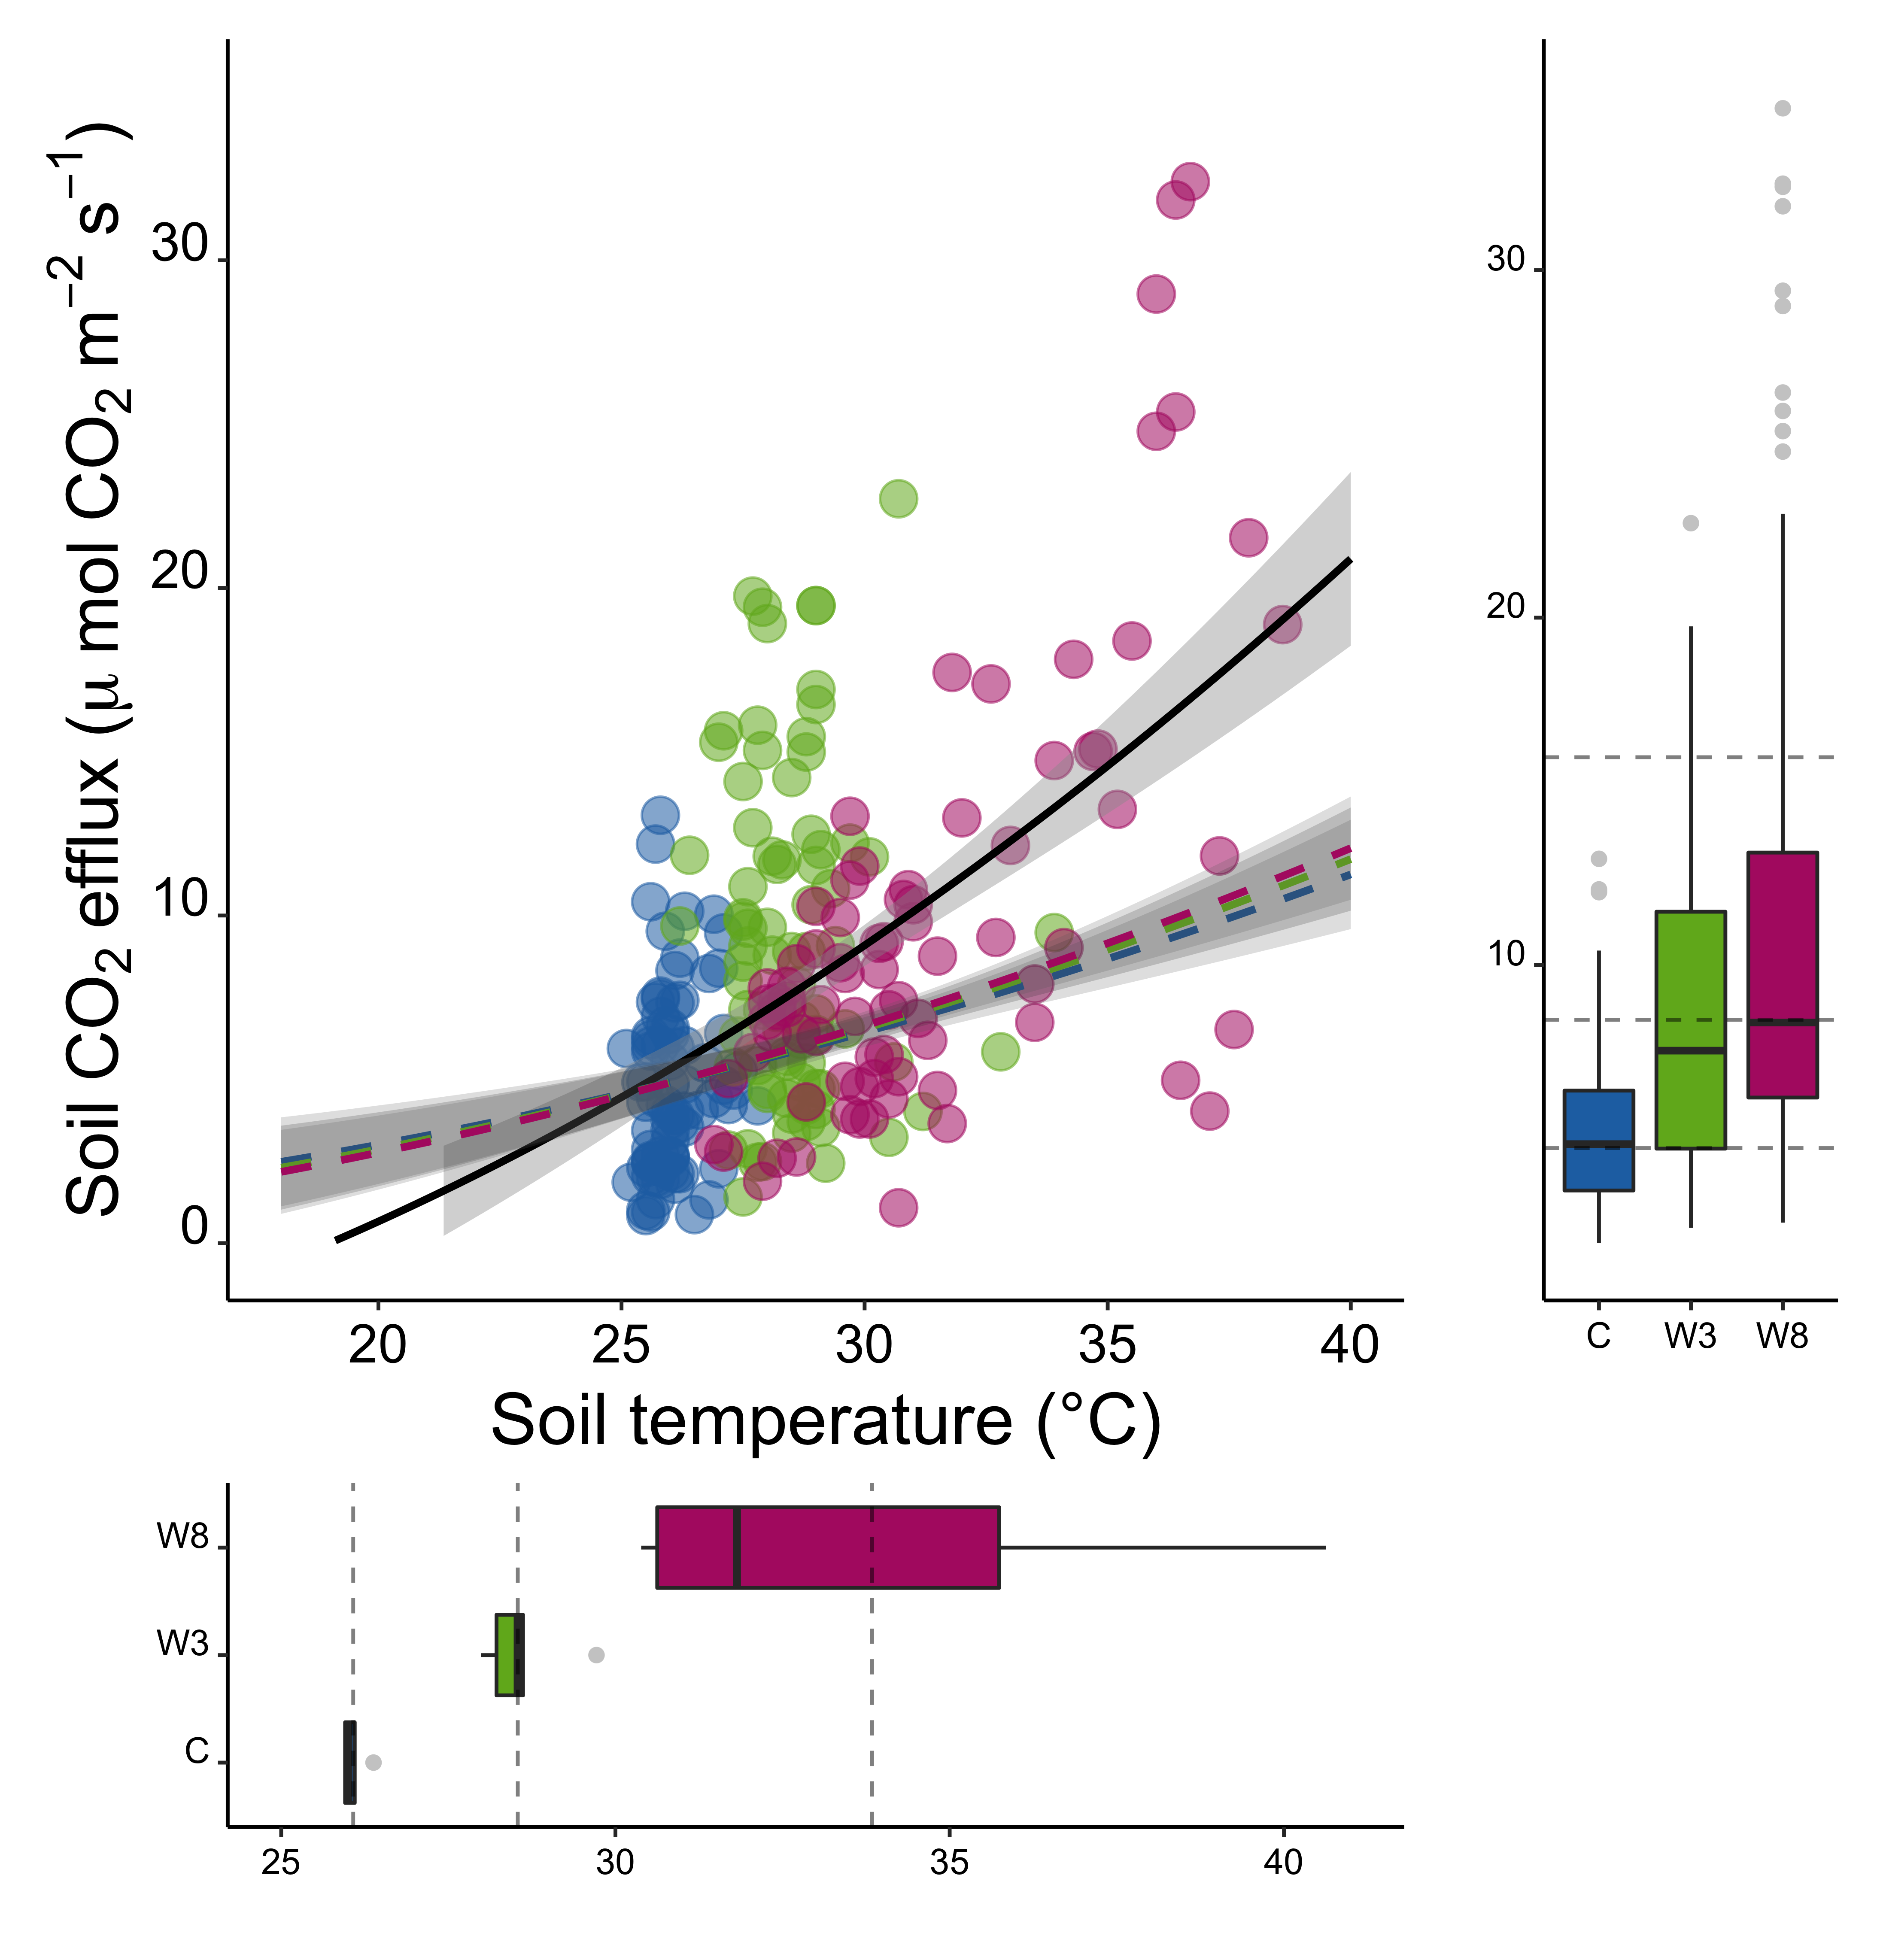 Soil CO₂ efflux (μ mol CO₂ m⁻² s⁻¹)
30
20
10
0
20 25 30 35 40
Soil temperature (°C)
30
20
10
C W3 W8
W8
W3
C
25 30 35 40